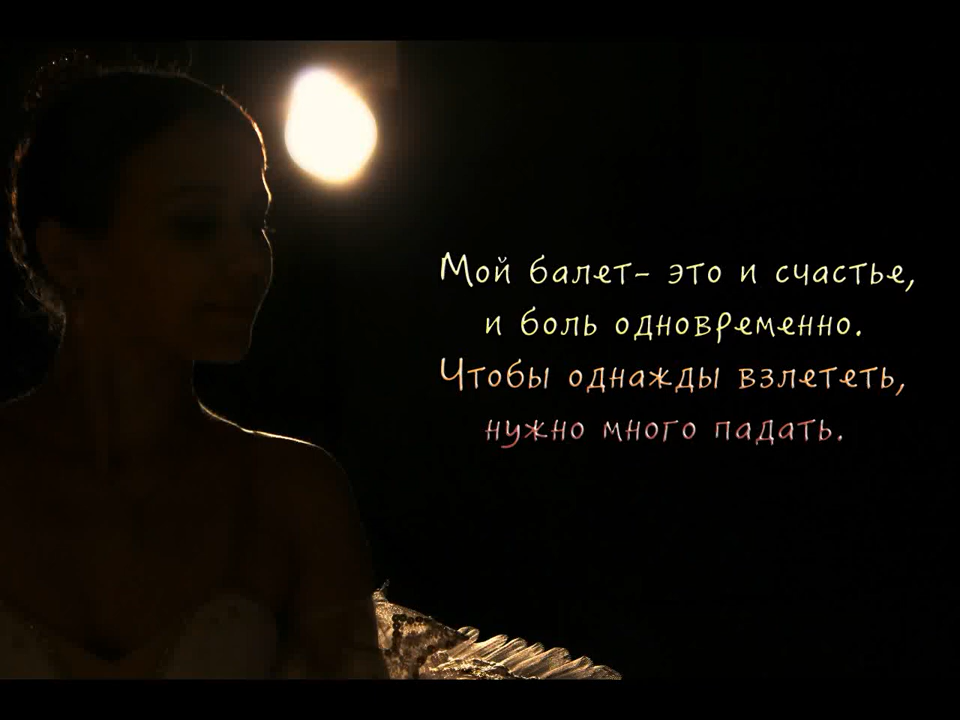 Мой балет- это и счастье,
и боль одновременно.
Чтобы однажды взлететь,
нужно много падать.